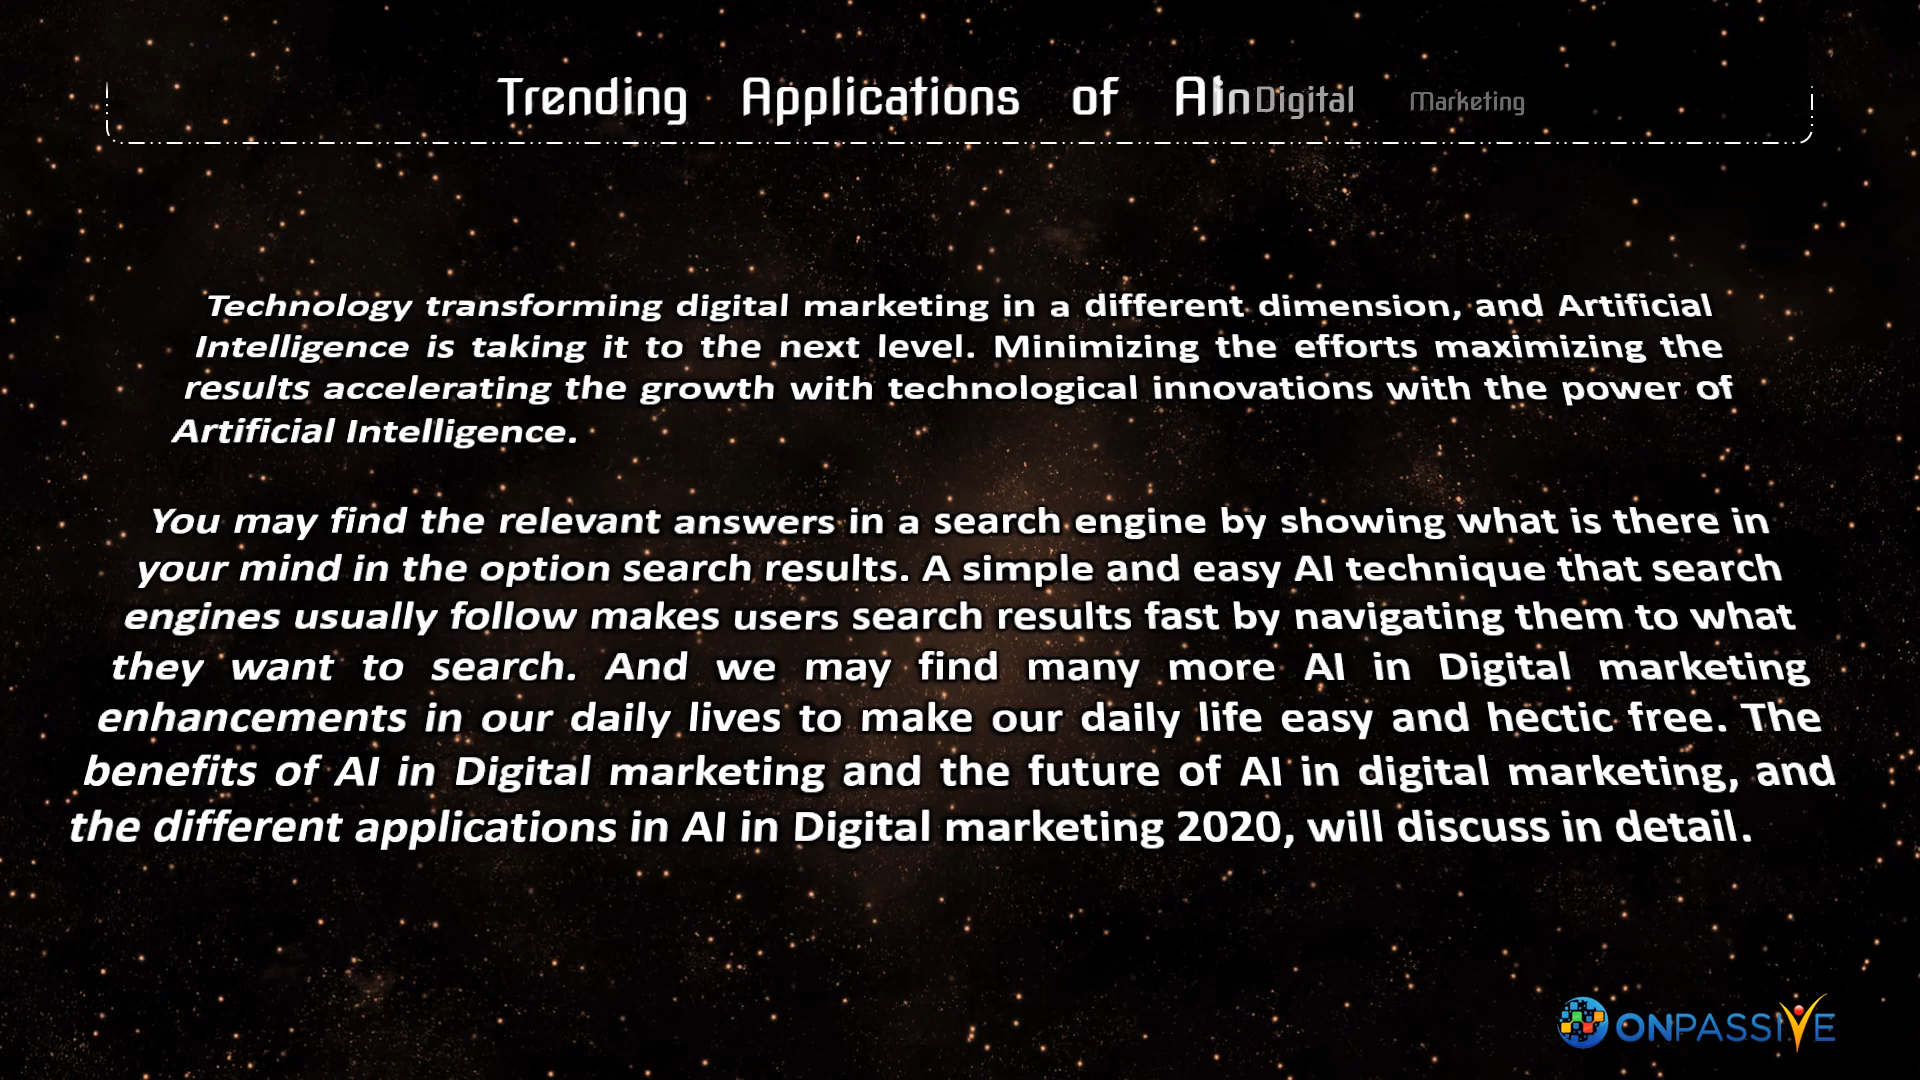 Trending Applications of AI in Digital Marketing
Technology transforming digital marketing in a different dimension, and Artificial
Intelligence is taking it to the next level. Minimizing the efforts maximizing the
results accelerating the growth with technological innovations with the power of
Artificial Intelligence.
You may find the relevant answers in a search engine by showing what is there in
your mind in the option search results. A simple and easy AI technique that search
engines usually follow makes users search results fast by navigating them to what
they want to search. And we may find many more AI in Digital marketing
enhancements in our daily lives to make our daily life easy and hectic free. The
benefits of AI in Digital marketing and the future of AI in digital marketing, and
the different applications in AI in Digital marketing 2020, will discuss in detail.
ONPASSIVE